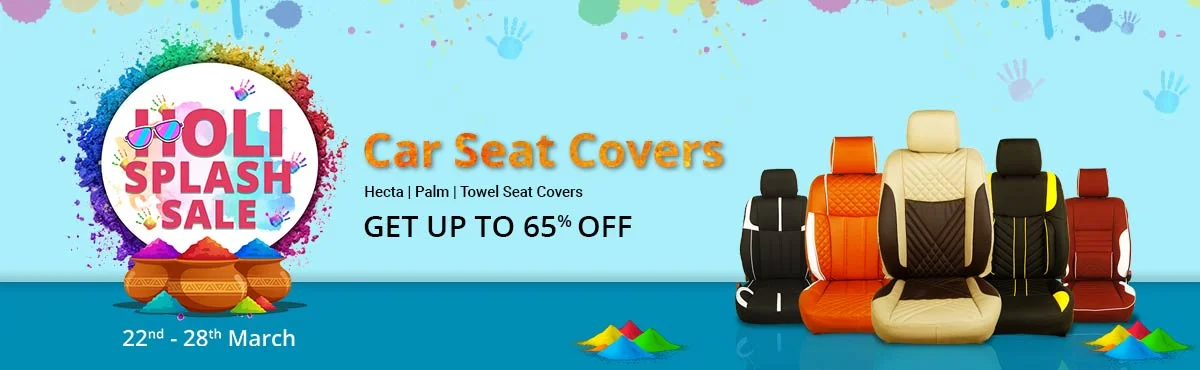 HOLI
SPLASH
SALE
22nd - 28th March
Car Seat Covers
Hecta | Palm | Towel Seat Covers
GET UP TO 65% OFF